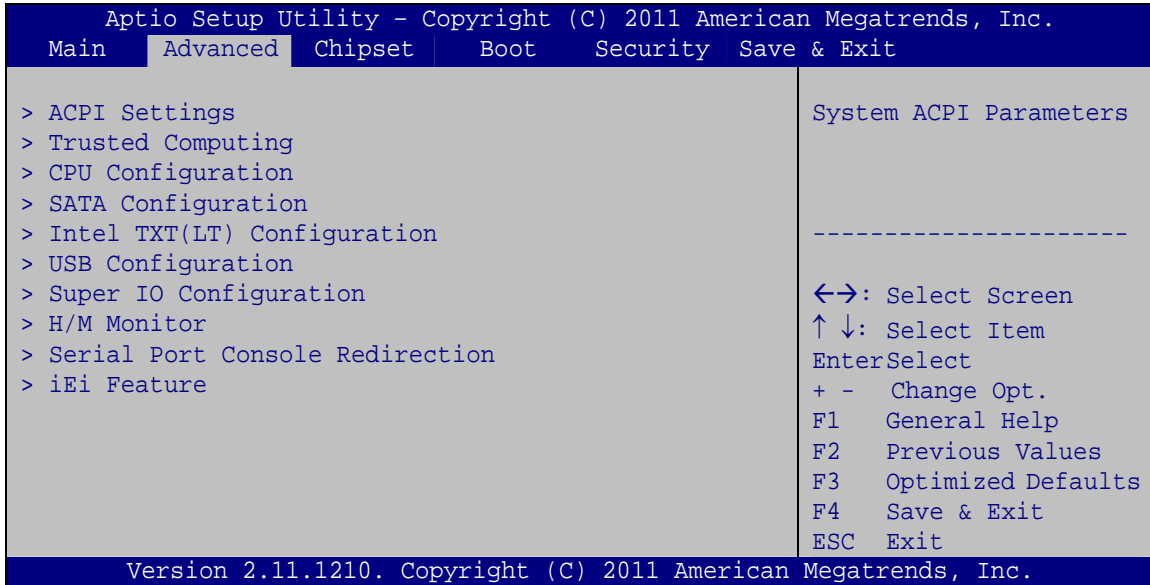 Aptio Setup Utility – Copyright (C) 2011 American Megatrends, Inc.
Main Advanced Chipset Boot Security Save & Exit
> ACPI Settings
> Trusted Computing
> CPU Configuration
> SATA Configuration
> Intel TXT(LT) Configuration
> USB Configuration
> Super IO Configuration
> H/M Monitor
> Serial Port Console Redirection
> iEi Feature
System ACPI Parameters
----------------------
←→: Select Screen
↑ ↓: Select Item
EnterSelect
+ - Change Opt.
F1 General Help
F2 Previous Values
F3 Optimized Defaults
F4 Save & Exit
ESC Exit
Version 2.11.1210. Copyright (C) 2011 American Megatrends, Inc.